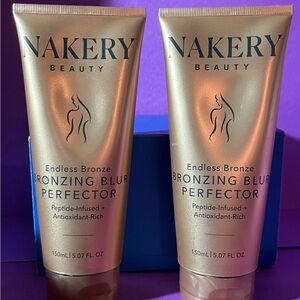 NAKERY
BEAUTY
Endless Bronze
BRONZING BLUR
PERFECTOR
Peptide-Infused +
Antioxidant-Rich
150mL | 5.07 FL. OZ.
NAKERY
BEAUTY
Endless Bronze
BRONZING BLUR
PERFECTOR
Peptide-Infused +
Antioxidant-Rich
150mL | 5.07 FL. OZ.